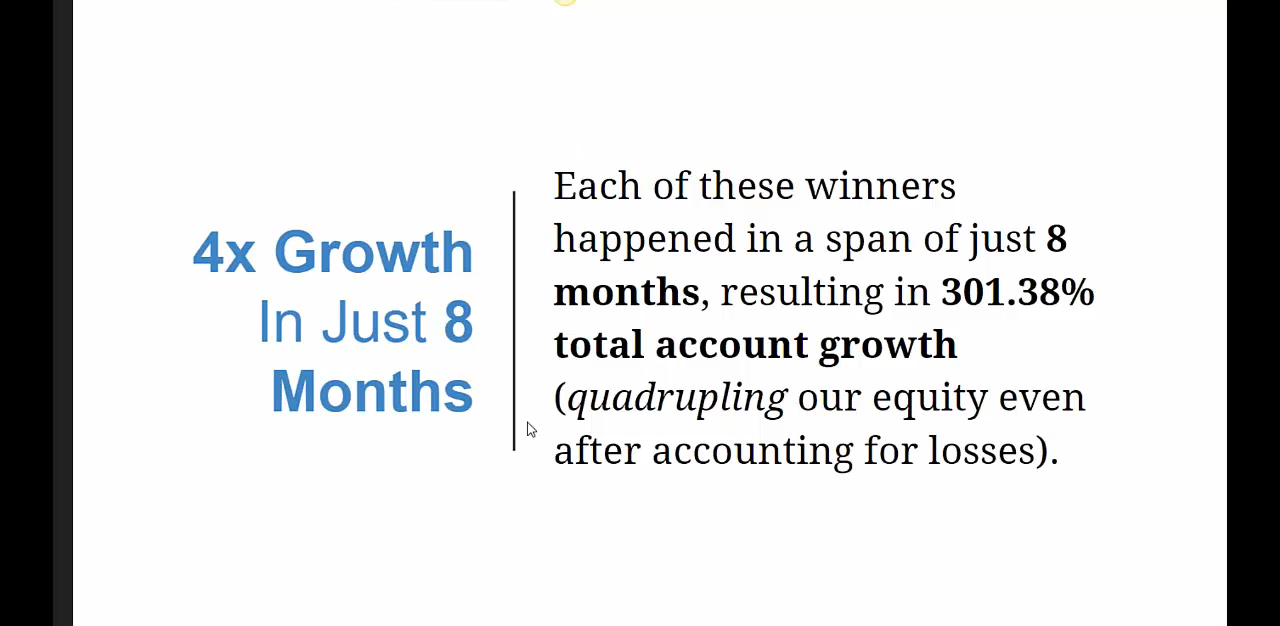 4x Growth
In Just 8
Months
Each of these winners
happened in a span of just 8
months, resulting in 301.38%
total account growth
(quadrupling our equity even
after accounting for losses).